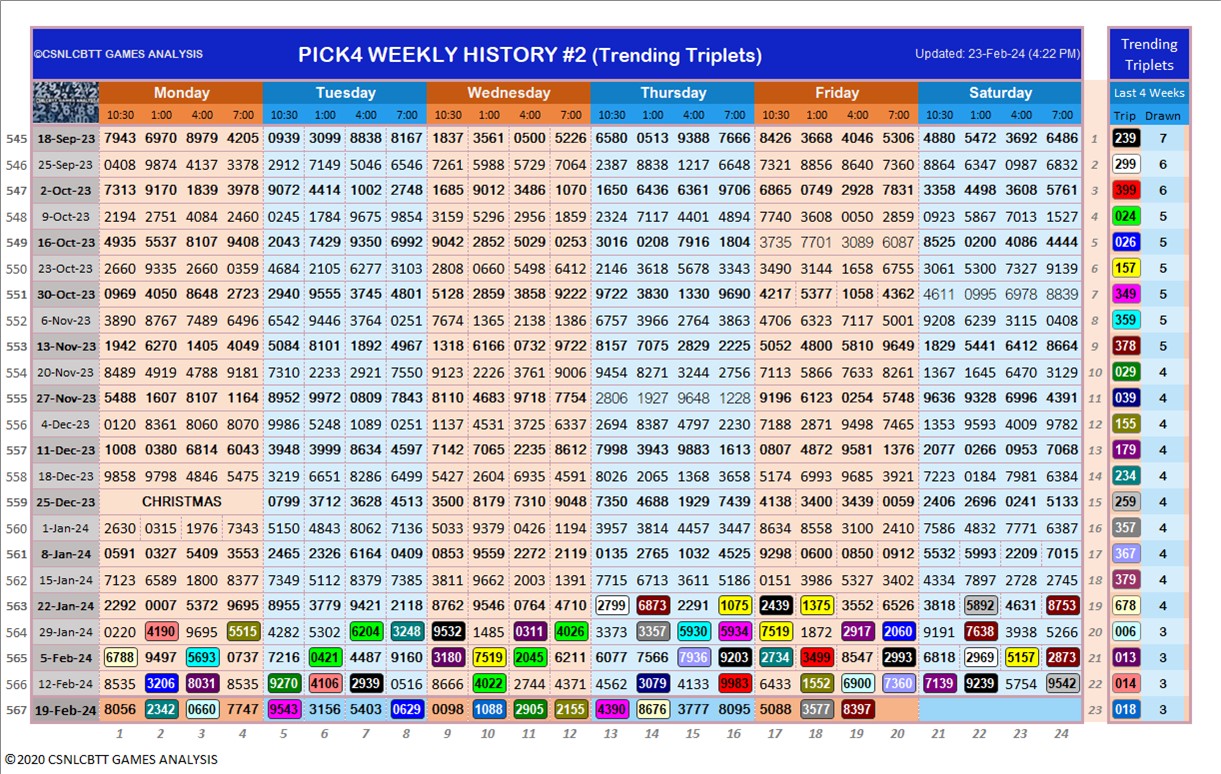 ©CSNLCBTT GAMES ANALYSIS PICK4 WEEKLY HISTORY #2 (Trending Triplets) Updated: 23-Feb-24 (4:22 PM)
Trending Triplets
Monday Tuesday Wednesday Thursday Friday Saturday Last 4 Weeks
10:30 1:00 4:00 7:00 10:30 1:00 4:00 7:00 10:30 1:00 4:00 7:00 10:30 1:00 4:00 7:00 10:30 1:00 4:00 7:00 10:30 1:00 4:00 7:00 Trip Drawn
545 18-Sep-23 7943 6970 8979 4205 0939 3099 8838 8167 1837 3561 0500 5226 6580 0513 9388 7666 8426 3668 4046 5306 4880 5472 3692 6486 1 239 7
546 25-Sep-23 0408 9874 4137 3378 2912 7149 5046 6546 7261 5988 5729 7064 2387 8838 1217 6648 7321 8856 8640 7360 8864 6347 0987 6832 2 299 6
547 2-Oct-23 7313 9170 1839 3978 9072 4414 1002 2748 1685 9012 3486 1070 1650 6436 6361 9706 6865 0749 2928 7831 3358 4498 3608 5761 3 399 6
548 9-Oct-23 2194 2751 4084 2460 0245 1784 9675 9854 3159 5296 2956 1859 2324 7117 4401 4894 7740 3608 0050 2859 0923 5867 7013 1527 4 024 5
549 16-Oct-23 4935 5537 8107 9408 2043 7429 9350 6992 9042 2852 5029 0253 3016 0208 7916 1804 3735 7701 3089 6087 8525 0200 4086 4444 5 026 5
550 23-Oct-23 2660 9335 2660 0359 4684 2105 6277 3103 2808 0660 5498 6412 2146 3618 5678 3343 3490 3144 1658 6755 3061 5300 7327 9139 6 157 5
551 30-Oct-23 0969 4050 8648 2723 2940 9555 3745 4801 9128 2859 3858 9222 9722 3830 1330 9690 4217 5377 1058 4362 4611 0995 6978 8839 7 349 5
552 6-Nov-23 3890 8767 7489 6496 6542 9446 3764 0251 7674 1365 2138 1386 6757 3966 2764 3863 4706 6323 7117 5001 9208 6239 3115 0408 8 359 5
553 13-Nov-23 1942 6270 1405 4049 5084 8101 1892 4967 1318 6166 0732 9722 8157 7075 2829 2225 5052 4800 5810 9649 1829 5441 6412 8664 9 378 5
554 20-Nov-23 8489 4919 4788 9181 7310 2233 2921 7550 9123 2226 3761 9006 9454 8271 3244 2756 7113 5866 7633 8261 1367 1645 6470 3129 10 029 4
555 27-Nov-23 5488 1607 8107 1164 8952 9972 0809 7843 8110 4683 9718 7754 2806 1927 9648 1228 9196 6123 0254 5748 9636 9328 6996 4391 11 039 4
556 4-Dec-23 0120 8361 8060 8070 9986 5248 1089 0251 1137 4531 3725 6337 2694 8387 4797 2230 7188 2871 9498 7465 1353 9593 4009 9782 12 155 4
557 11-Dec-23 1008 0380 6814 6043 3948 3999 8634 4597 7142 7065 2235 8612 7998 3943 9883 1613 0807 4872 9581 1376 2077 0266 0953 7068 13 179 4
558 18-Dec-23 9858 9798 4846 5475 3219 6651 8286 6494 5427 2604 6935 4591 8026 2065 1368 3658 5174 6993 9685 3921 7223 0184 7981 6384 14 234 4
559 25-Dec-23 CHRISTMAS 0799 3712 3628 4513 3500 8179 7310 9048 7350 4688 1929 7439 4138 3400 3439 0059 2406 2696 0241 5133 15 259 4
560 1-Jan-24 2630 0315 1976 7343 5150 4843 8062 7136 5033 9379 0426 1194 3957 3814 4457 3447 8634 8558 3100 2410 7586 4832 7771 6387 16 357 4
561 8-Jan-24 0591 0327 5409 3553 2465 2326 6164 0409 0853 9559 2272 2119 0135 2765 1032 4525 9298 0600 0850 0912 5532 5993 2209 7015 17 367 4
562 15-Jan-24 7123 6589 1800 8377 7349 5112 8379 7385 3811 9662 2003 1391 7715 6713 3611 5186 0151 3986 5327 3402 4334 7897 2728 2745 18 379 4
563 22-Jan-24 2292 0007 5372 9695 8955 3779 9421 2118 8762 9546 0764 4710 2799 6873 2291 1075 2439 1375 3552 6526 3818 5892 4631 8753 19 678 4
564 29-Jan-24 0220 4190 9695 5515 4282 5302 6204 3248 9532 1485 0311 4026 3373 3357 5930 5934 7519 1872 2917 2060 9191 7638 3938 5266 20 006 3
565 5-Feb-24 6788 9497 5693 0737 7216 0421 4487 9160 3180 7519 2045 6211 6077 7566 7936 9203 2734 3499 8547 2993 6818 2969 5157 2873 21 013 3
566 12-Feb-24 8535 3206 8031 8535 9270 4106 2939 0516 8666 4022 2744 4371 4562 3079 4133 9983 6433 1552 6900 7360 7139 9239 5754 9542 22 014 3
567 19-Feb-24 8056 2342 0660 7747 9543 3156 5403 0629 0098 1088 2905 2155 4390 8676 3777 8095 5088 3577 8397 23 018 3
1 2 3 4 5 6 7 8 9 10 11 12 13 14 15 16 17 18 19 20 21 22 23 24
©2020 CSNLCBTT GAMES ANALYSIS